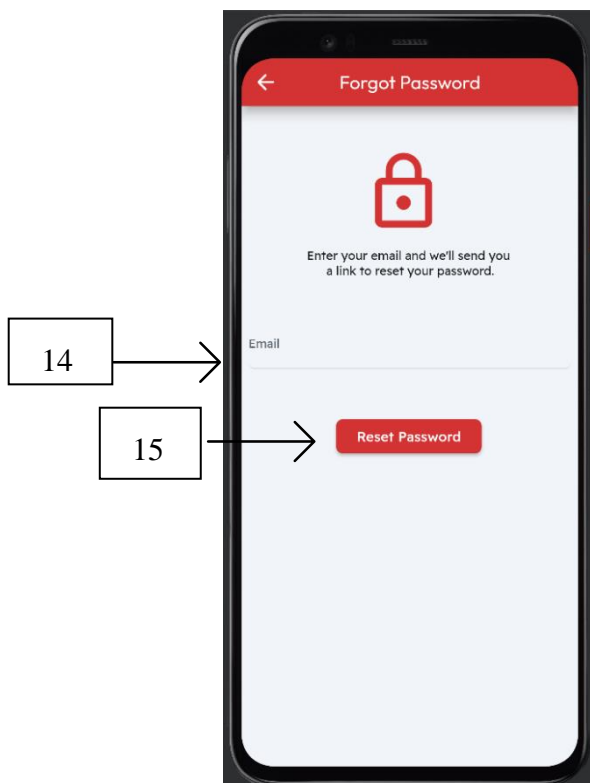 Forgot Password
Enter your email and we'll send you
a link to reset your password.
14
Email
15
Reset Password